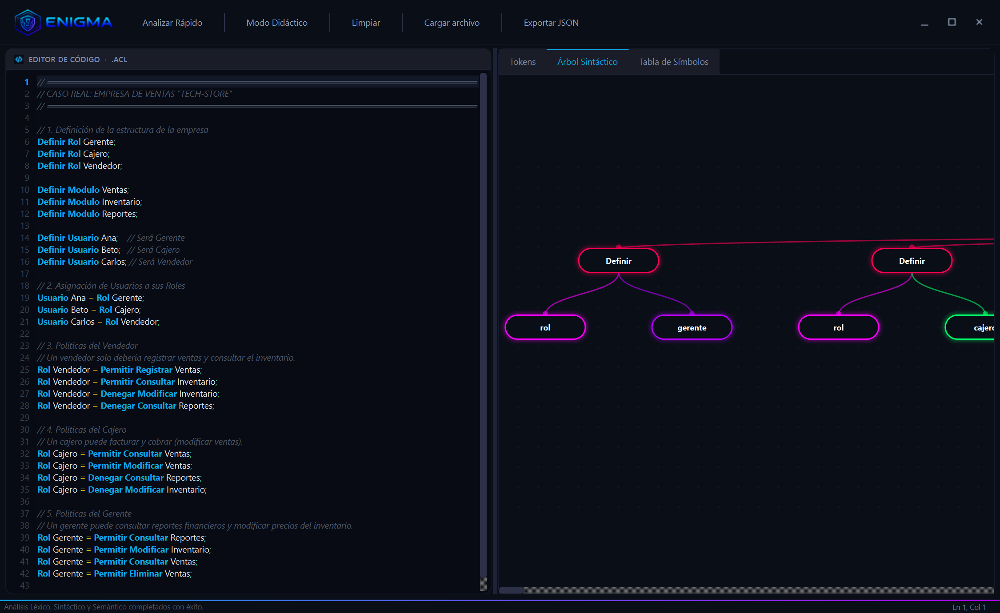 ENIGMA
Analizar Rápido
Modo Didáctico
Limpiar
Cargar archivo
Exportar JSON
EDITOR DE CÓDIGO · .ACL
1 // ================================================================
2 // CASO REAL: EMPRESA DE VENTAS "TECH-STORE"
3 // ================================================================
4
5 // 1. Definición de la estructura de la empresa
6 Definir Rol Gerente;
7 Definir Rol Cajero;
8 Definir Rol Vendedor;
9
10 Definir Modulo Ventas;
11 Definir Modulo Inventario;
12 Definir Modulo Reportes;
13
14 Definir Usuario Ana; // Será Gerente
15 Definir Usuario Beto; // Será Cajero
16 Definir Usuario Carlos; // Será Vendedor
17
18 // 2. Asignación de Usuarios a sus Roles
19 Usuario Ana = Rol Gerente;
20 Usuario Beto = Rol Cajero;
21 Usuario Carlos = Rol Vendedor;
22
23 // 3. Políticas del Vendedor
24 // Un vendedor solo debería registrar ventas y consultar el inventario.
25 Rol Vendedor = Permitir Registrar Ventas;
26 Rol Vendedor = Permitir Consultar Inventario;
27 Rol Vendedor = Denegar Modificar Inventario;
28 Rol Vendedor = Denegar Consultar Reportes;
29
30 // 4. Políticas del Cajero
31 // Un cajero puede facturar y cobrar (modificar ventas).
32 Rol Cajero = Permitir Consultar Ventas;
33 Rol Cajero = Permitir Modificar Ventas;
34 Rol Cajero = Denegar Consultar Reportes;
35 Rol Cajero = Denegar Modificar Inventario;
36
37 // 5. Políticas del Gerente
38 // Un gerente puede consultar reportes financieros y modificar precios del inventario.
39 Rol Gerente = Permitir Consultar Reportes;
40 Rol Gerente = Permitir Modificar Inventario;
41 Rol Gerente = Permitir Consultar Ventas;
42 Rol Gerente = Permitir Eliminar Ventas;
43
Tokens
Árbol Sintáctico
Tabla de Símbolos
Definir
Definir
rol
gerente
rol
Análisis Léxico, Sintáctico y Semántico completados con éxito.
Ln 1, Col 1